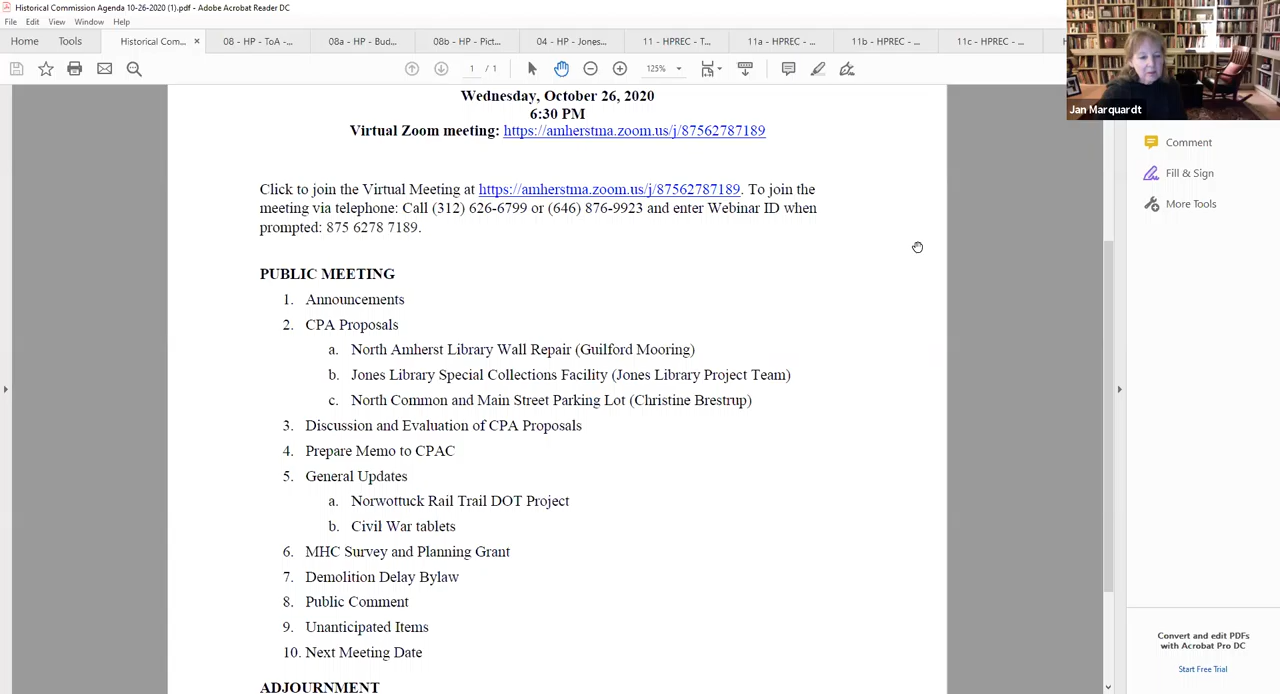 Historical Commission Agenda 10-26-2020 (1).pdf - Adobe Acrobat Reader DC
File Edit View Window Help
Home Tools Historical Com... × 08 - HP - ToA -... 08a - HP - Bud... 08b - HP - Pict... 04 - HP - Jones... 11 - HPREC - T... 11a - HPREC - ... 11b - HPREC - ... 11c - HPREC - ...
1 / 1 125%
Jan Marquardt
Comment
Fill & Sign
More Tools
Convert and edit PDFs
with Acrobat Pro DC
Start Free Trial
Wednesday, October 26, 2020
6:30 PM
Virtual Zoom meeting: https://amherstma.zoom.us/j/87562787189
Click to join the Virtual Meeting at https://amherstma.zoom.us/j/87562787189. To join the
meeting via telephone: Call (312) 626-6799 or (646) 876-9923 and enter Webinar ID when
prompted: 875 6278 7189.
PUBLIC MEETING
1. Announcements
2. CPA Proposals
a. North Amherst Library Wall Repair (Guilford Mooring)
b. Jones Library Special Collections Facility (Jones Library Project Team)
c. North Common and Main Street Parking Lot (Christine Brestrup)
3. Discussion and Evaluation of CPA Proposals
4. Prepare Memo to CPAC
5. General Updates
a. Norwottuck Rail Trail DOT Project
b. Civil War tablets
6. MHC Survey and Planning Grant
7. Demolition Delay Bylaw
8. Public Comment
9. Unanticipated Items
10. Next Meeting Date
ADJOURNMENT